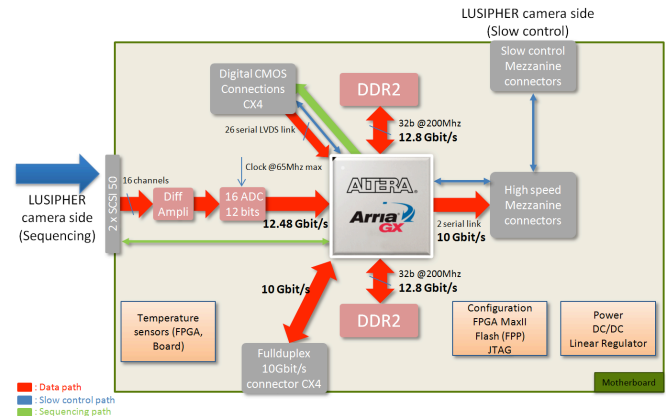 LUSIPHER camera side
(Slow control)
Slow control
Mezzanine
connectors
Digital CMOS
Connections
CX4
DDR2
26 serial LVDS link
32b @200Mhz
12.8 Gbit/s
LUSIPHER
camera side
(Sequencing)
2 x SCSI 50
16 channels
Diff
Ampli
Clock @65Mhz max
16 ADC
12 bits
12.48 Gbit/s
ALTERA®
Arria II
GX
2 serial link
10 Gbit/s
High speed
Mezzanine
connectors
10 Gbit/s
32b @200Mhz
12.8 Gbit/s
DDR2
Temperature
sensors (FPGA,
Board)
Fullduplex
10Gbit/s
connector CX4
Configuration
FPGA MaxII
Flash (FPP)
JTAG
Power
DC/DC
Linear Regulator
Motherboard
: Data path
: Slow control path
: Sequencing path